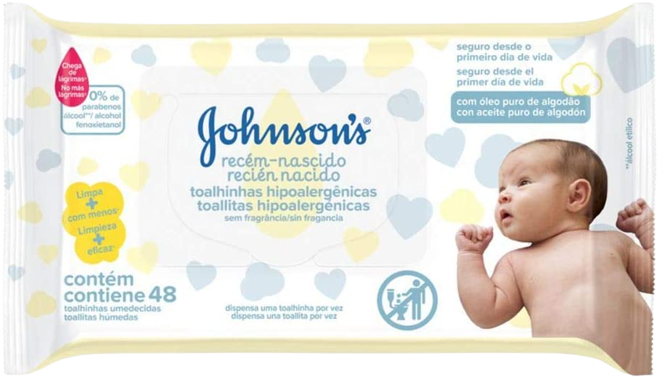 Chega
de
lágrimas*
No más
lágrimas*
0% de
parabenos
álcool**/alcohol
fenoxietanol
Johnson's®
recém-nascido
recién nacido
toalhinhas hipoalergênicas
toallitas hipoalergénicas
sem fragrância/sin fragancia
seguro desde o
primeiro dia de vida
seguro desde el
primer día de vida
com óleo puro de algodão
con aceite puro de algodón
**álcool etílico
Limpa
+
com menos
Limpieza
+
eficaz
contém
contiene 48
toalhinhas umedecidas
toallitas húmedas
dispensa uma toalhinha por vez
dispensa una toallita por vez